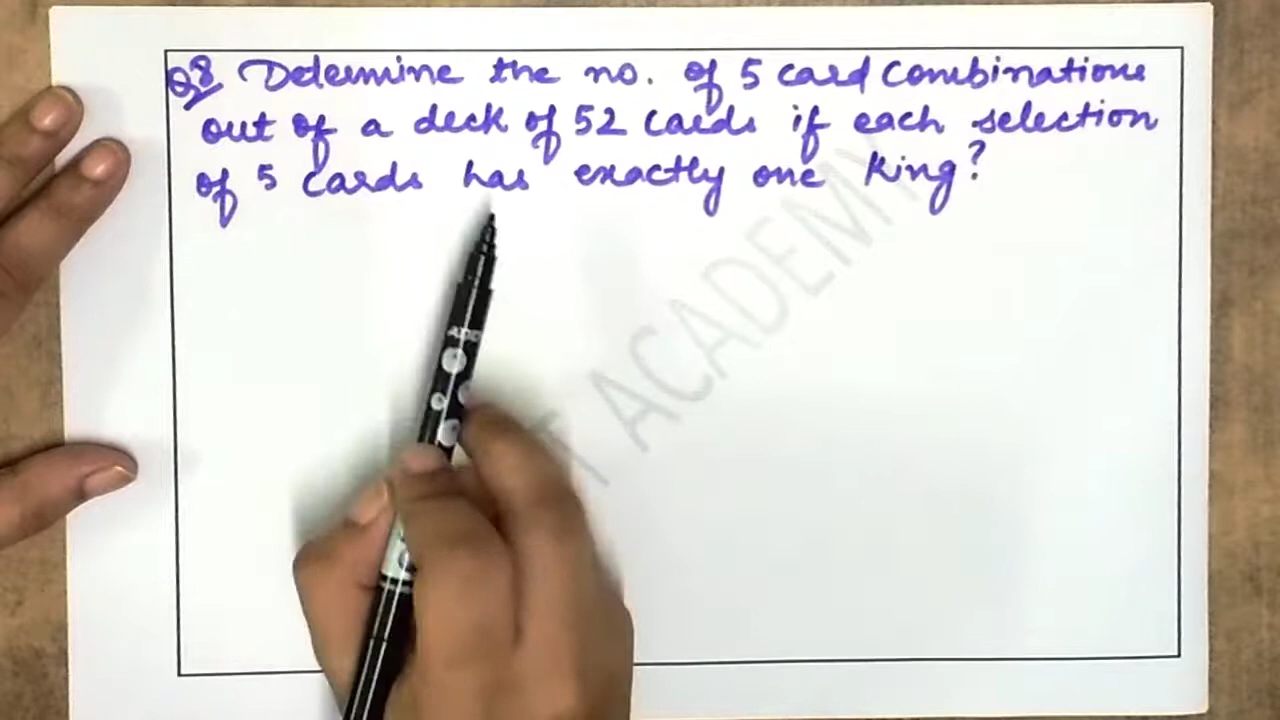 Q8 Determine the no. of 5 card combinations
out of a deck of 52 cards if each selection
of 5 cards has exactly one King?
ACADEMY